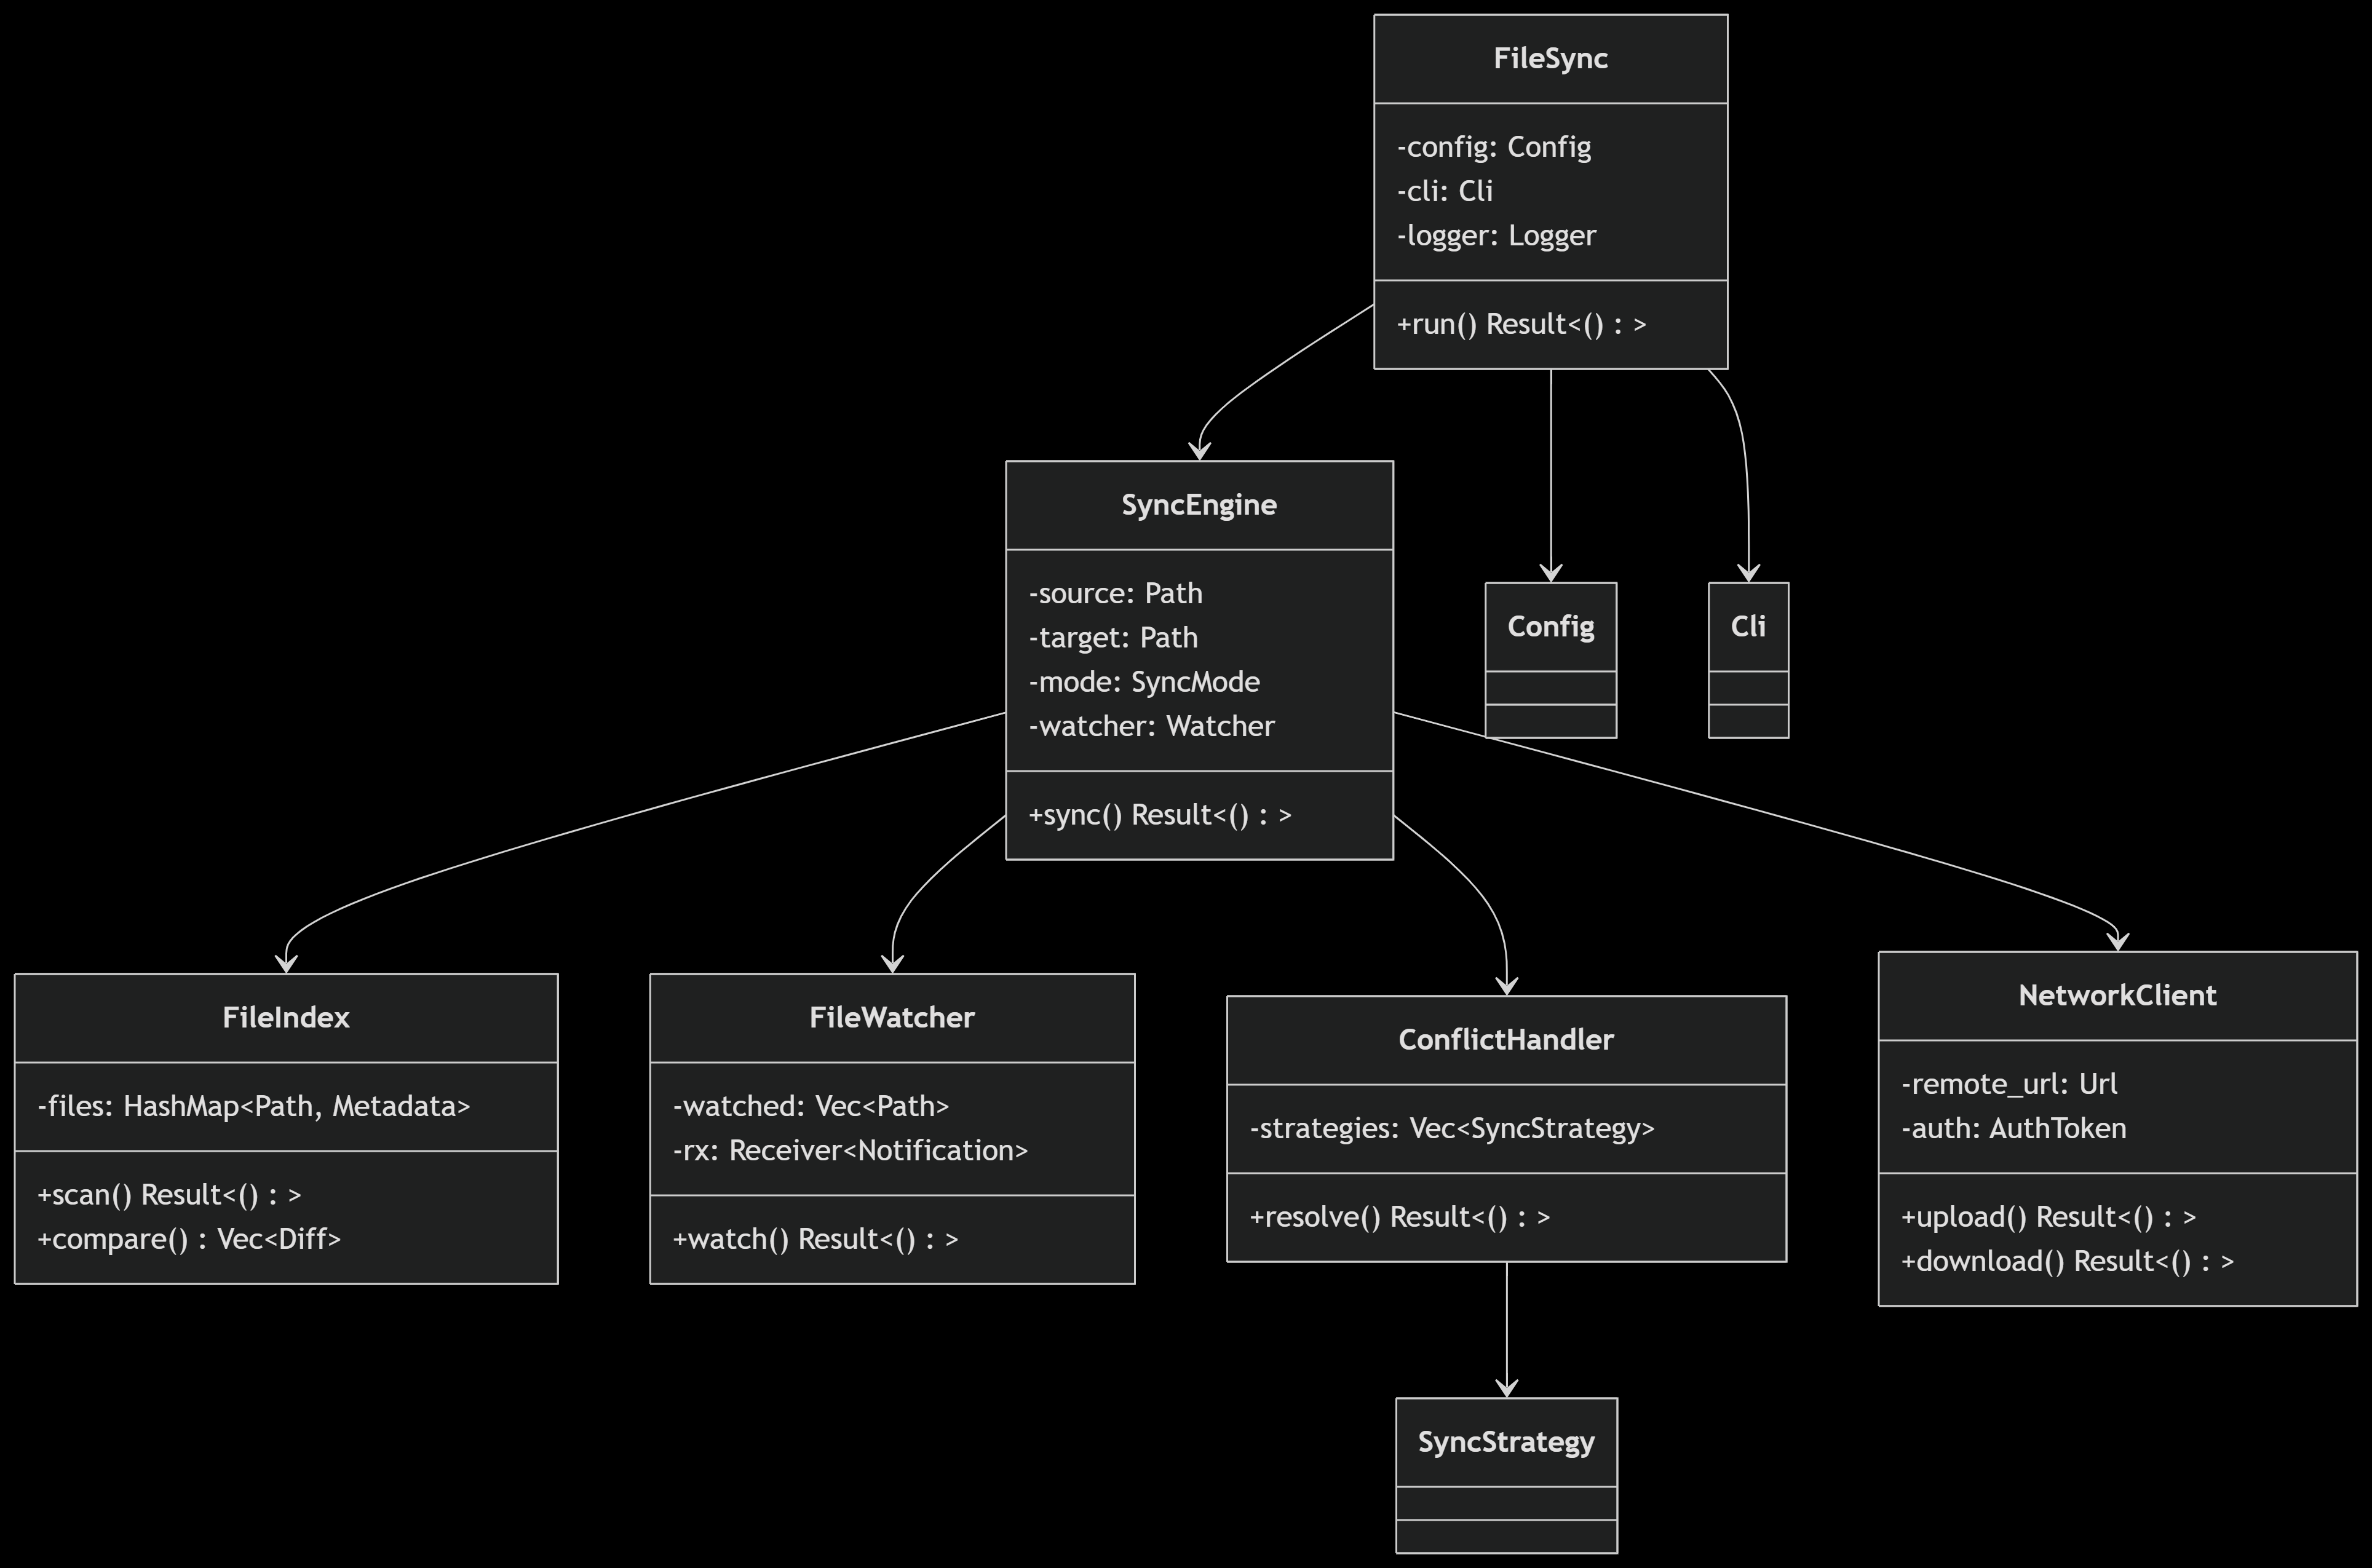 FileSync
-config: Config
-cli: Cli
-logger: Logger
+run() Result<() : >
SyncEngine
-source: Path
-target: Path
-mode: SyncMode
-watcher: Watcher
+sync() Result<() : >
Config
Cli
FileIndex
-files: HashMap<Path, Metadata>
+scan() Result<() : >
+compare() : Vec<Diff>
FileWatcher
-watched: Vec<Path>
-rx: Receiver<Notification>
+watch() Result<() : >
ConflictHandler
-strategies: Vec<SyncStrategy>
+resolve() Result<() : >
NetworkClient
-remote_url: Url
-auth: AuthToken
+upload() Result<() : >
+download() Result<() : >
SyncStrategy